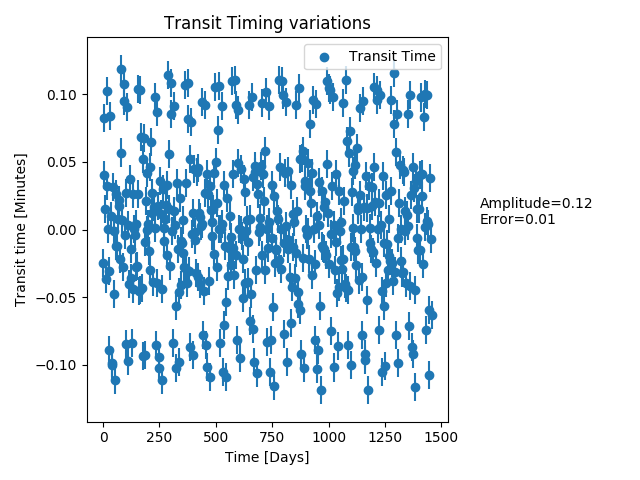 Transit Timing variations
Transit Time
Transit time [Minutes]
0.10
0.05
0.00
−0.05
−0.10
0
250
500
750
1000
1250
1500
Time [Days]
Amplitude=0.12
Error=0.01